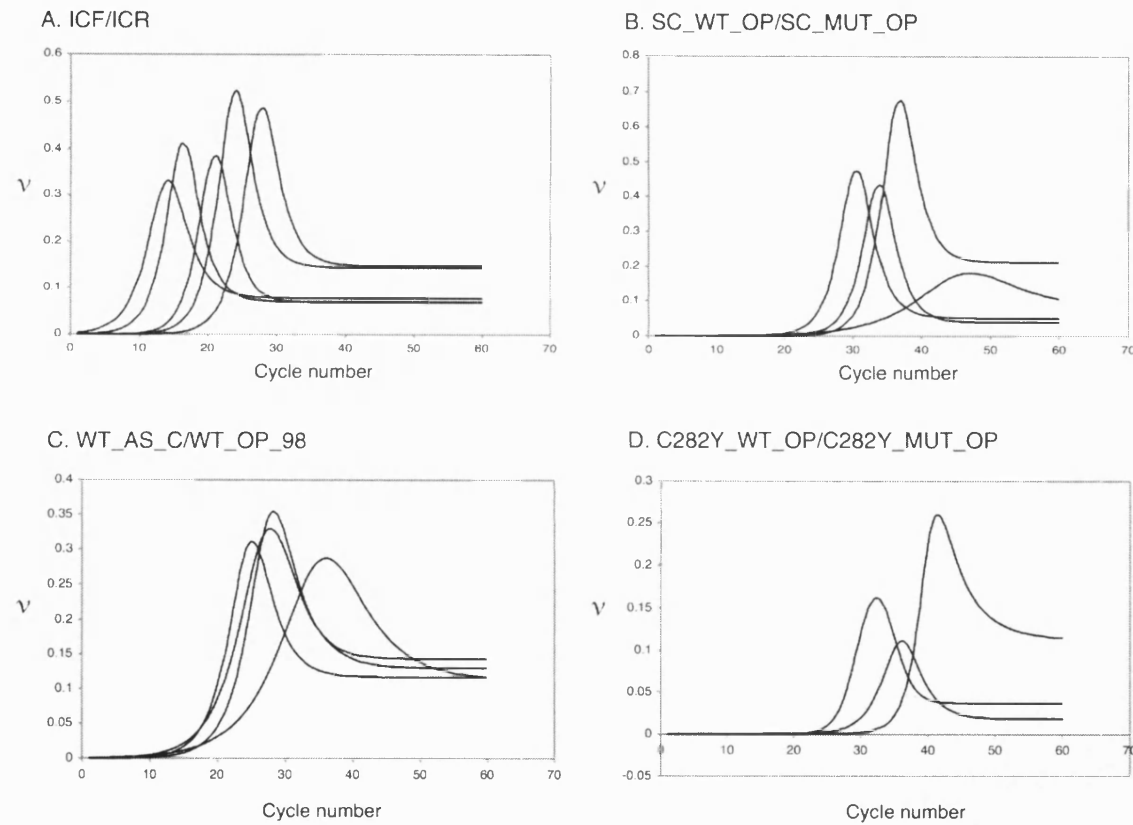 A. ICF/ICR
0.6
0.5
0.4
0.3
0.2
0.1
0
ν
0 10 20 30 40 50 60 70
Cycle number
B. SC_WT_OP/SC_MUT_OP
0.8
0.7
0.6
0.5
0.4
0.3
0.2
0.1
0
ν
0 10 20 30 40 50 60 70
Cycle number
C. WT_AS_C/WT_OP_98
0.4
0.35
0.3
0.25
0.2
0.15
0.1
0.05
0
ν
0 10 20 30 40 50 60 70
Cycle number
D. C282Y_WT_OP/C282Y_MUT_OP
0.3
0.25
0.2
0.15
0.1
0.05
0
-0.05
ν
0 10 20 30 40 50 60 70
Cycle number